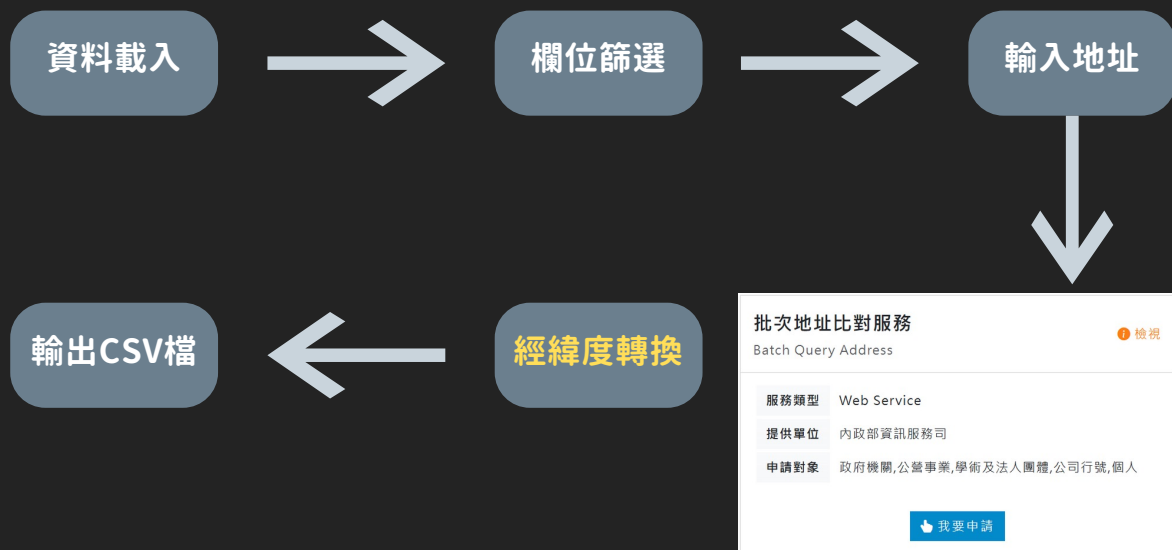 資料載入
欄位篩選
輸入地址
批次地址比對服務
檢視
Batch Query Address
服務類型 Web Service
提供單位 內政部資訊服務司
申請對象 政府機關,公營事業,學術及法人團體,公司行號,個人
我要申請
經緯度轉換
輸出CSV檔